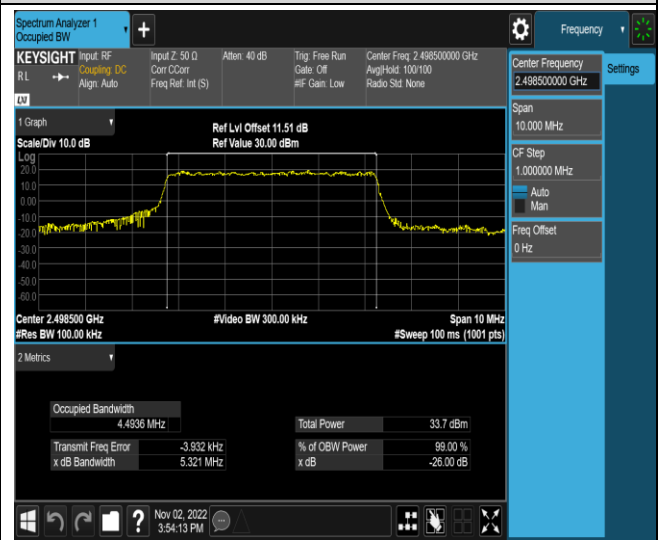 Spectrum Analyzer 1
Occupied BW
Frequency
KEYSIGHT
Input: RF
Coupling: DC
Align: Auto
Input Z: 50 Ω
Corr CCorr
Freq Ref: Int (S)
Atten: 40 dB
Trig: Free Run
Gate: Off
#IF Gain: Low
Center Freq: 2.498500000 GHz
Avg|Hold: 100/100
Radio Std: None
R L
LXI
Center Frequency
2.498500000 GHz
Settings
Span
10.000 MHz
CF Step
1.000000 MHz
Auto
Man
Freq Offset
0 Hz
1 Graph
Scale/Div 10.0 dB
Ref Lvl Offset 11.51 dB
Ref Value 30.00 dBm
Log
20.0
10.0
0.00
-10.0
-20.0
-30.0
-40.0
-50.0
-60.0
Center 2.498500 GHz
#Video BW 300.00 kHz
Span 10 MHz
#Res BW 100.00 kHz
#Sweep 100 ms (1001 pts)
2 Metrics
Occupied Bandwidth
4.4936 MHz
Total Power 33.7 dBm
Transmit Freq Error -3.932 kHz
% of OBW Power 99.00 %
x dB Bandwidth 5.321 MHz
x dB -26.00 dB
Nov 02, 2022
3:54:13 PM